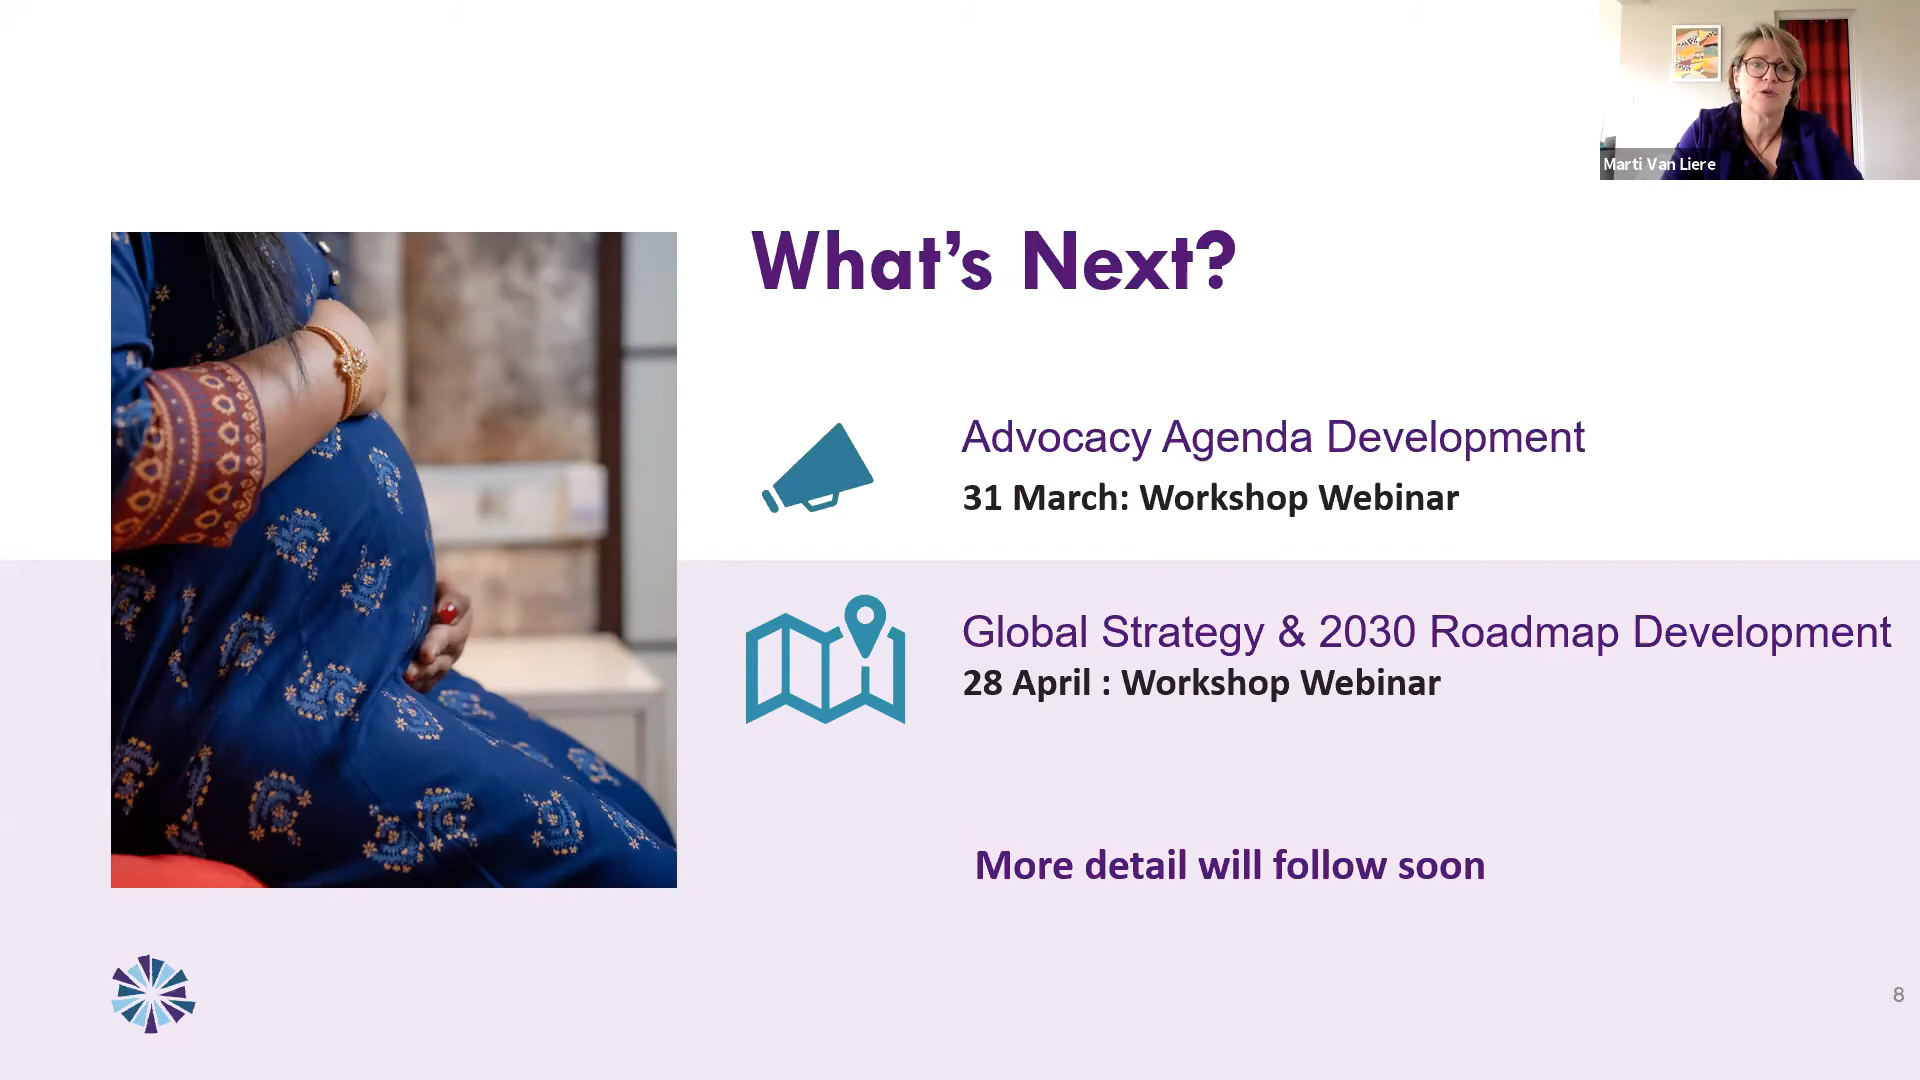 Marti Van Liere
What's Next?
Advocacy Agenda Development
31 March: Workshop Webinar
Global Strategy & 2030 Roadmap Development
28 April : Workshop Webinar
More detail will follow soon
8